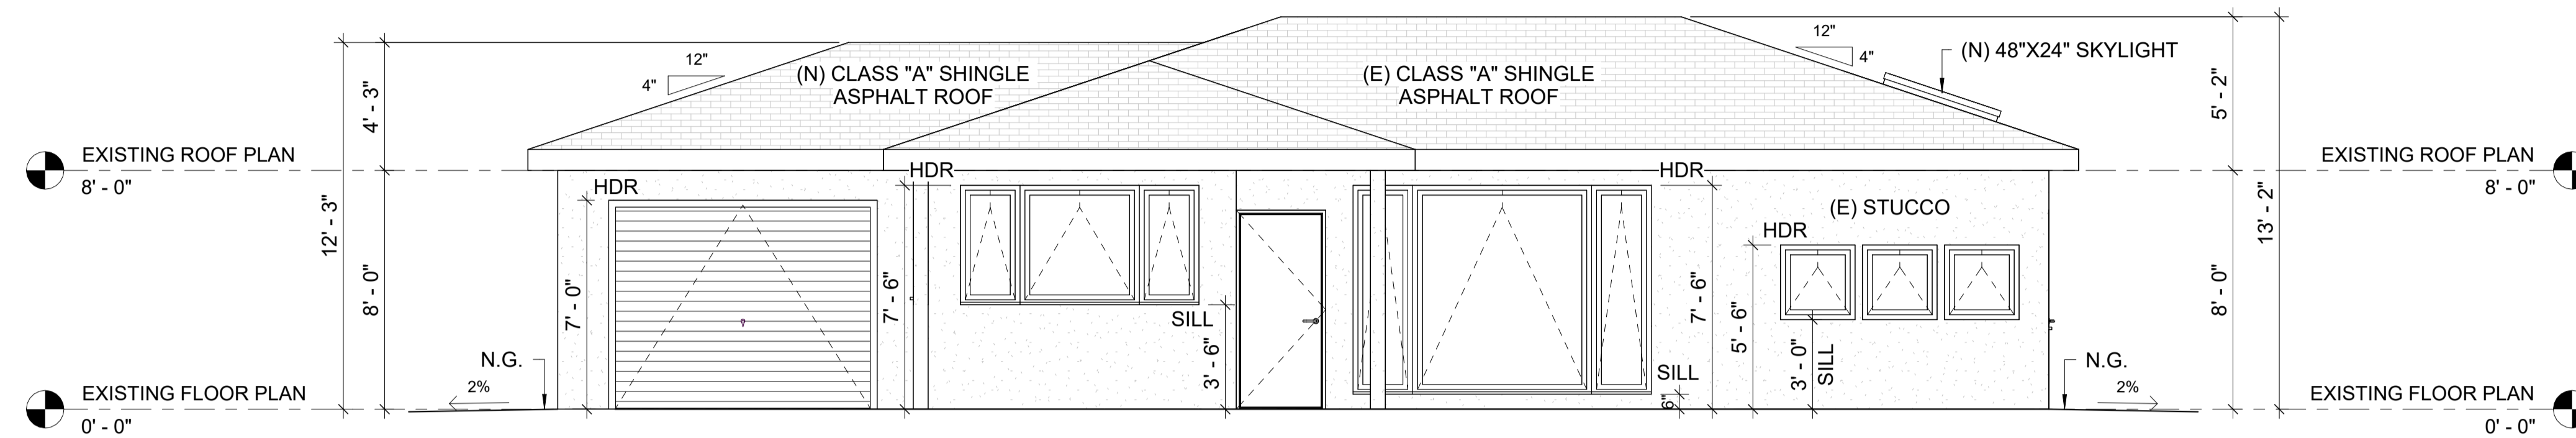 12"
4"
(N) CLASS "A" SHINGLE
ASPHALT ROOF
(E) CLASS "A" SHINGLE
ASPHALT ROOF
12"
4"
(N) 48"X24" SKYLIGHT
4' - 3"
5' - 2"
EXISTING ROOF PLAN
8' - 0"
EXISTING ROOF PLAN
8' - 0"
12' - 3"
8' - 0"
HDR
7' - 0"
HDR
7' - 6"
SILL
3' - 6"
HDR
7' - 6"
SILL
6"
(E) STUCCO
HDR
5' - 6"
3' - 0"
SILL
13' - 2"
8' - 0"
N.G.
2%
N.G.
2%
EXISTING FLOOR PLAN
0' - 0"
EXISTING FLOOR PLAN
0' - 0"